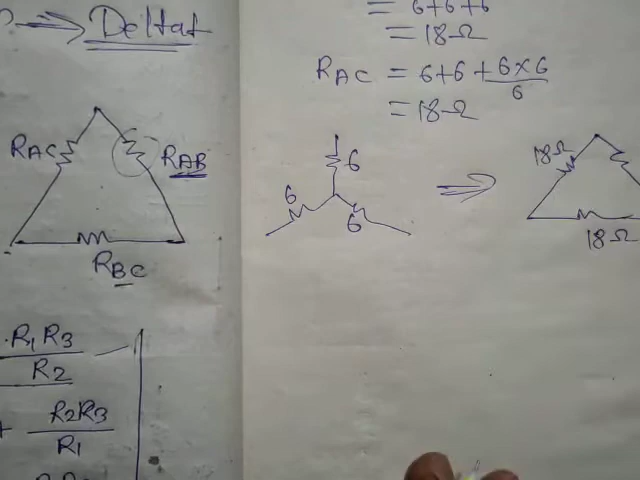 ⇒ Delta
RAC
RAB
RBC
R1R3
R2
+ R2R3
R1
= 6+6+6
= 18Ω
RAC = 6+6+ 6×6
6
= 18Ω
6
6
6
⇒
18Ω
18Ω